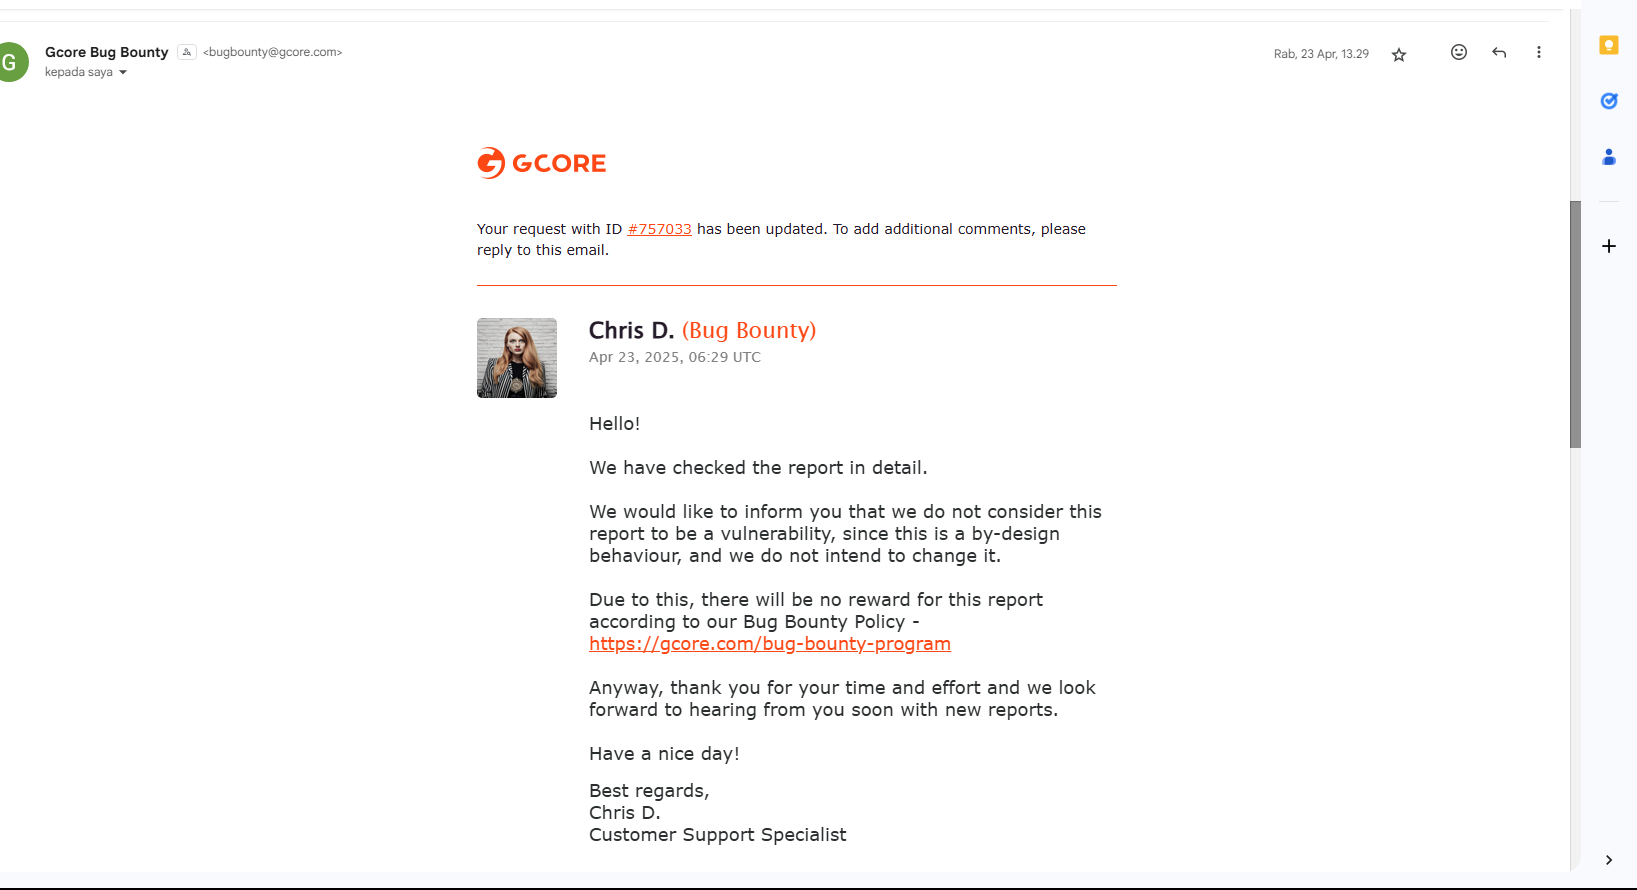 G
Gcore Bug Bounty <bugbounty@gcore.com>
Rab, 23 Apr, 13.29
kepada saya
GCORE
Your request with ID #757033 has been updated. To add additional comments, please
reply to this email.
Chris D. (Bug Bounty)
Apr 23, 2025, 06:29 UTC
Hello!
We have checked the report in detail.
We would like to inform you that we do not consider this
report to be a vulnerability, since this is a by-design
behaviour, and we do not intend to change it.
Due to this, there will be no reward for this report
according to our Bug Bounty Policy -
https://gcore.com/bug-bounty-program
Anyway, thank you for your time and effort and we look
forward to hearing from you soon with new reports.
Have a nice day!
Best regards,
Chris D.
Customer Support Specialist